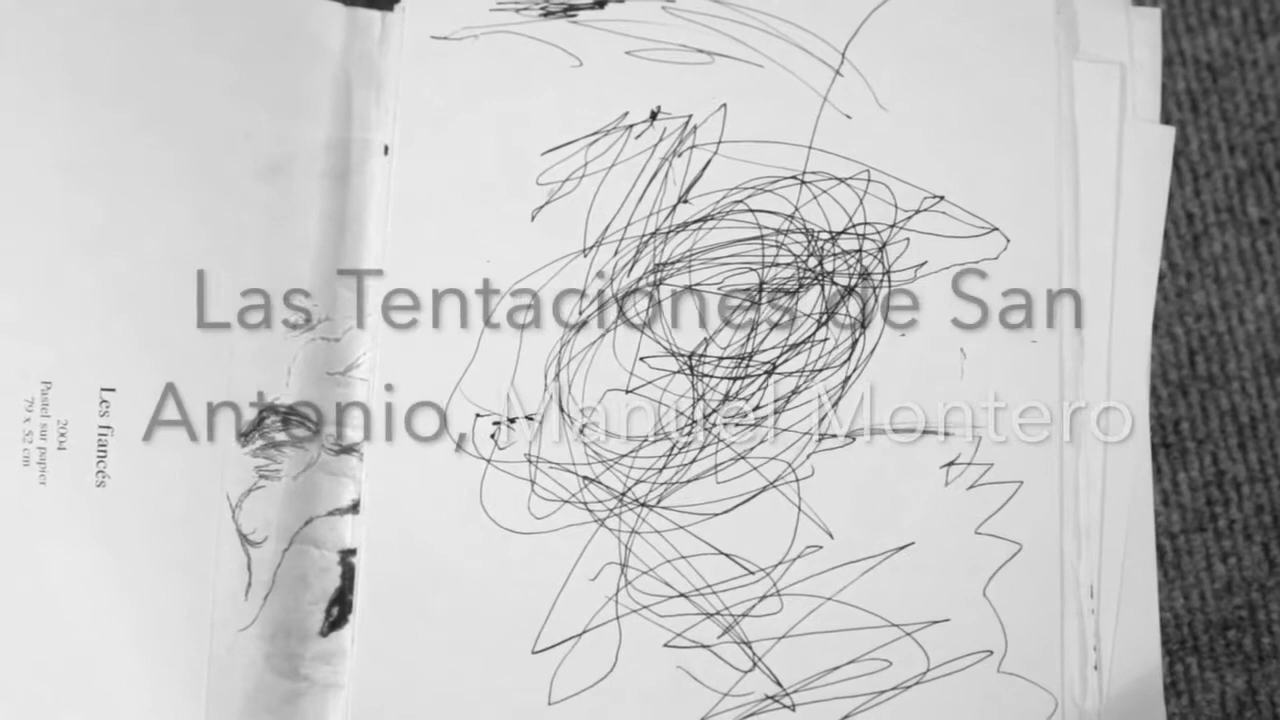 Las Tentaciones de San
Antonio, Manuel Montero
Les fiancés
2004
Pastel sur papier
79 x 52 cm